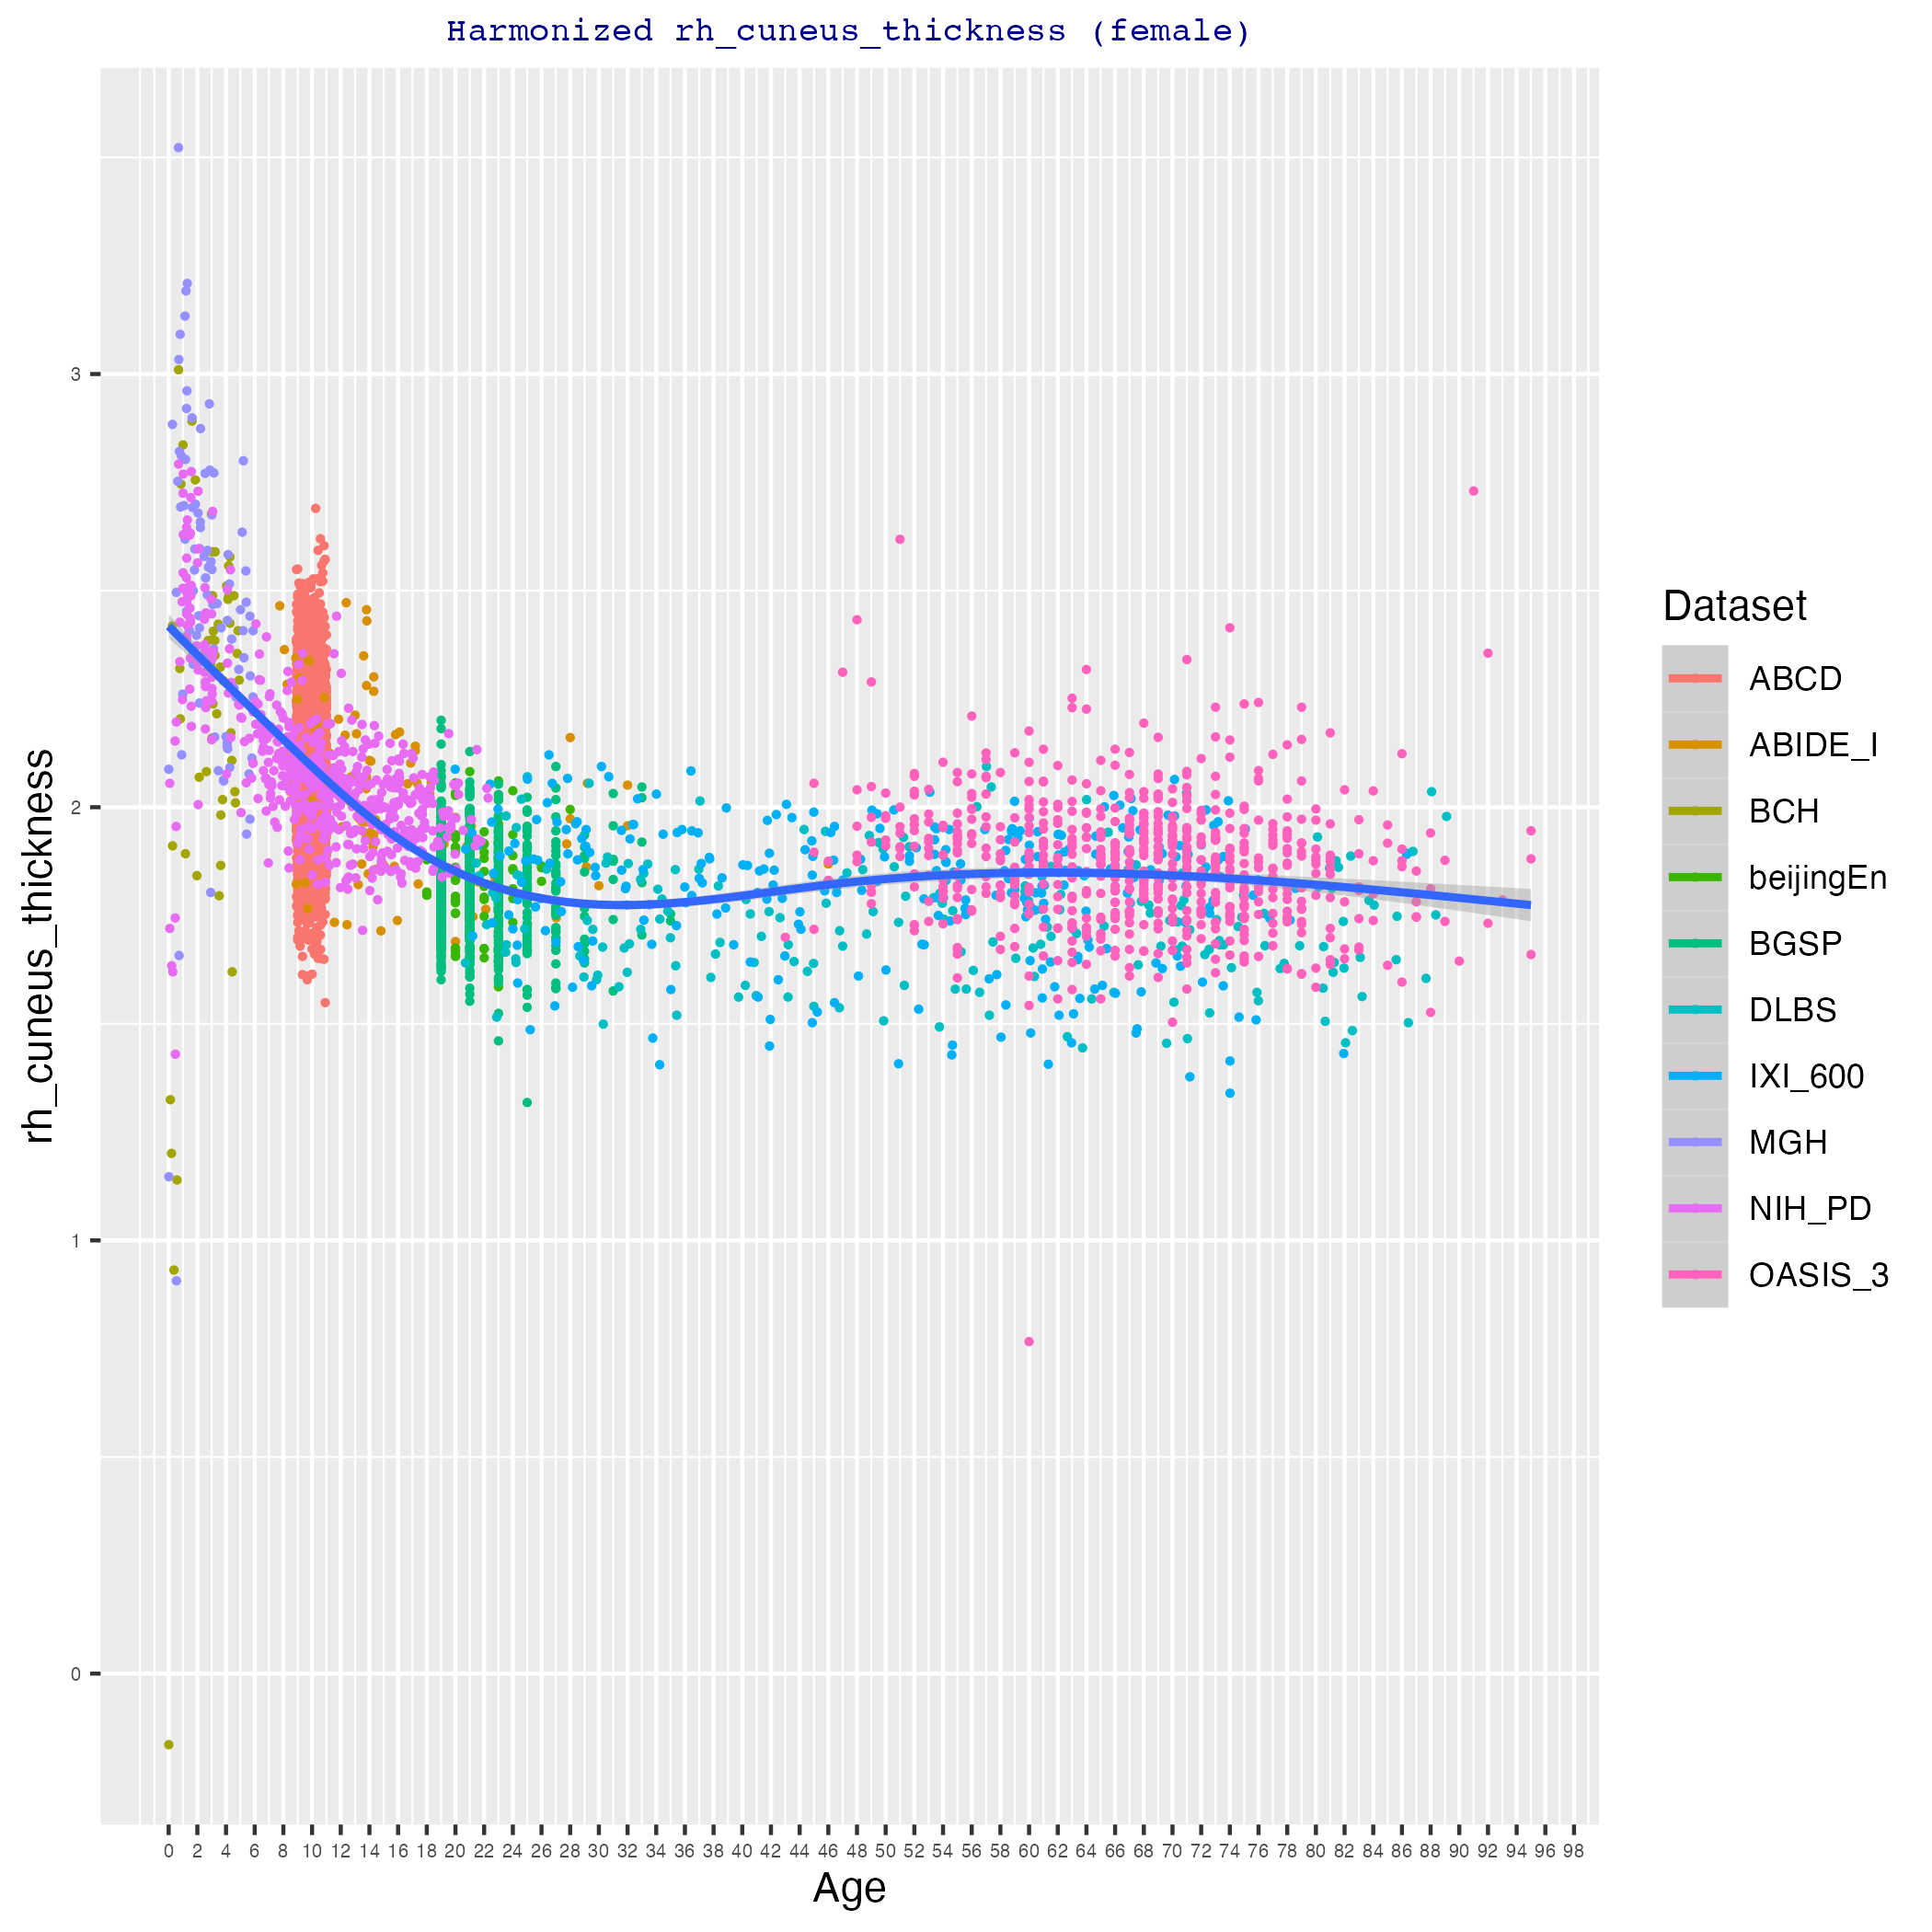 Harmonized rh_cuneus_thickness (female)
rh_cuneus_thickness
3
2
1
0
0 2 4 6 8 10 12 14 16 18 20 22 24 26 28 30 32 34 36 38 40 42 44 46 48 50 52 54 56 58 60 62 64 66 68 70 72 74 76 78 80 82 84 86 88 90 92 94 96 98
Age
Dataset
ABCD
ABIDE_I
BCH
beijingEn
BGSP
DLBS
IXI_600
MGH
NIH_PD
OASIS_3